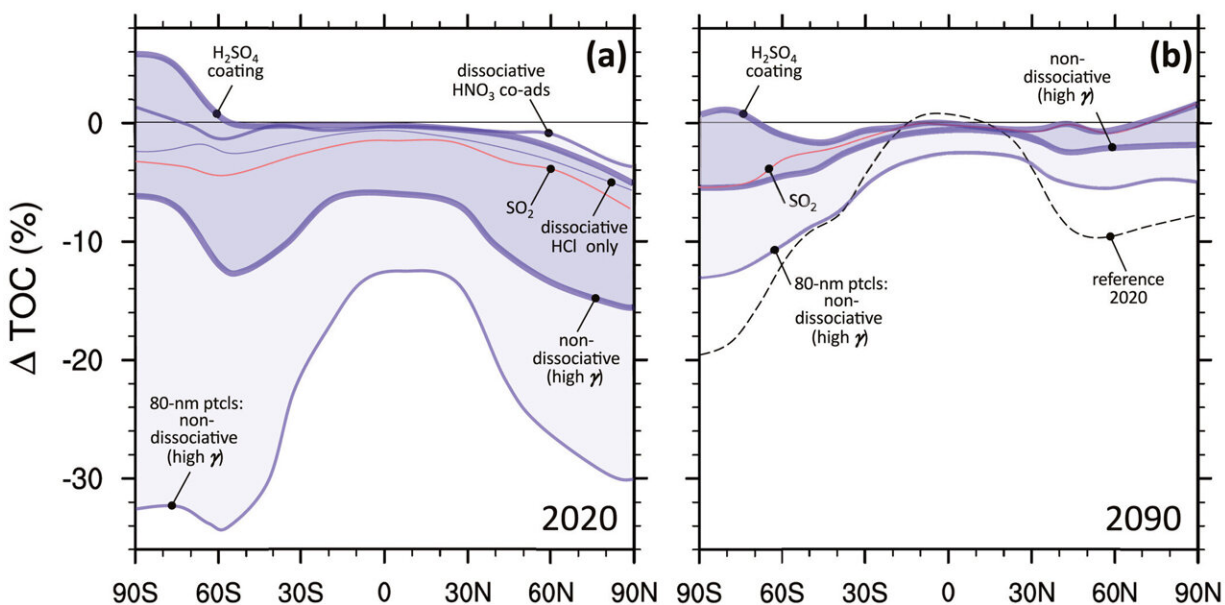 Δ TOC (%)
0
-10
-20
-30
(a)
H₂SO₄
coating
dissociative
HNO₃ co-ads
SO₂
dissociative
HCl only
non-
dissociative
(high γ)
80-nm ptcls:
non-
dissociative
(high γ)
2020
90S 60S 30S 0 30N 60N 90N
(b)
H₂SO₄
coating
non-
dissociative
(high γ)
SO₂
80-nm ptcls:
non-
dissociative
(high γ)
reference
2020
2090
90S 60S 30S 0 30N 60N 90N